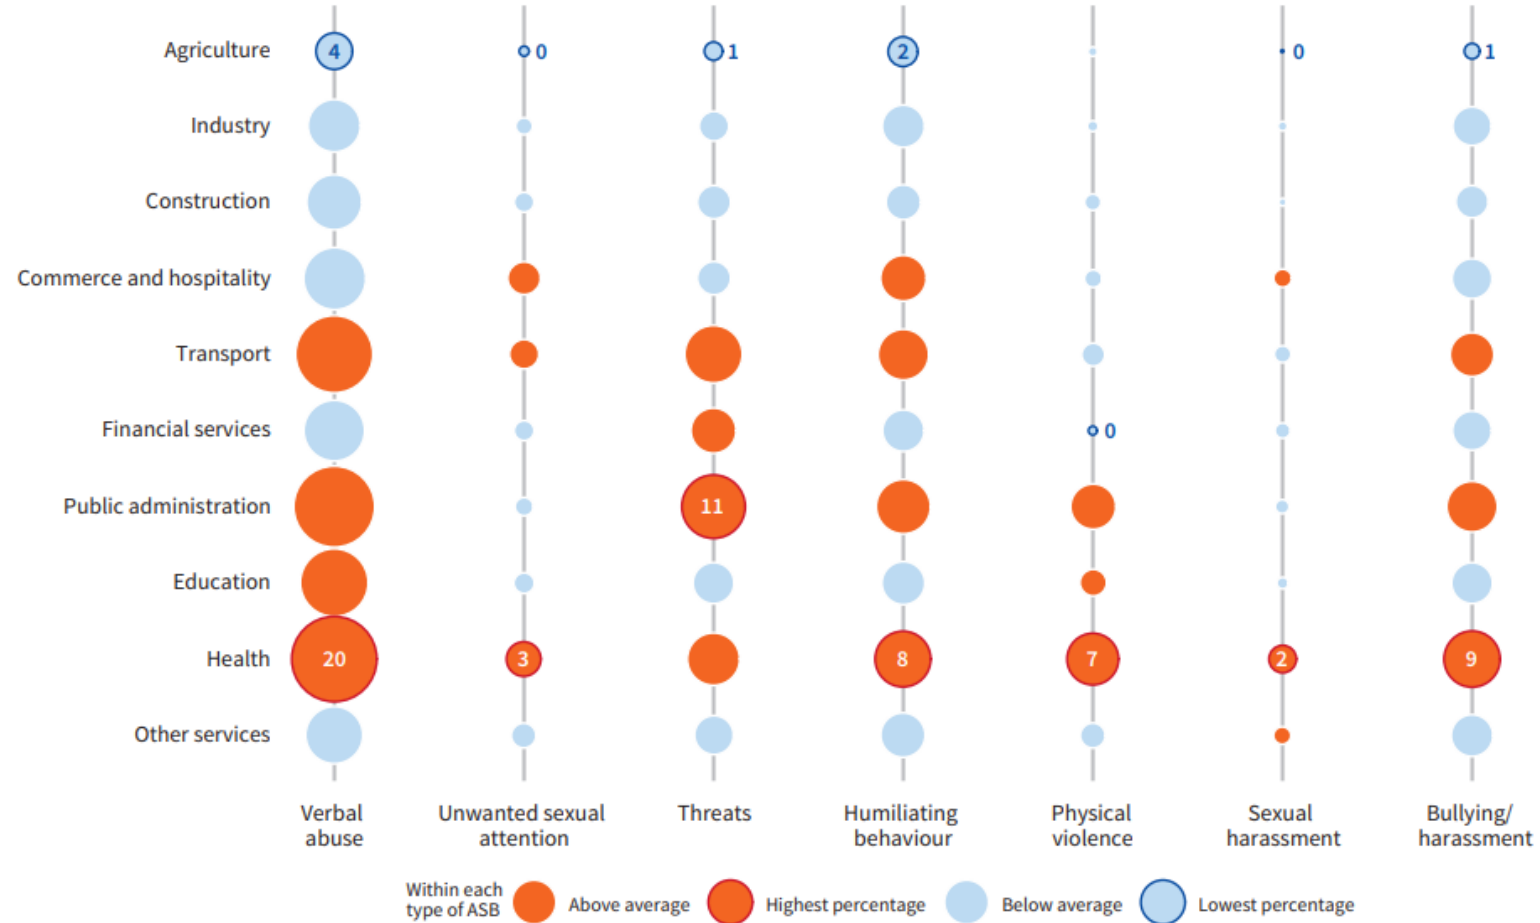 Agriculture 4 0 1 2 0 1
Industry
Construction
Commerce and hospitality
Transport
Financial services 0
Public administration 11
Education
Health 20 3 8 7 2 9
Other services
Verbal abuse
Unwanted sexual attention
Threats
Humiliating behaviour
Physical violence
Sexual harassment
Bullying/ harassment
Within each type of ASB
Above average
Highest percentage
Below average
Lowest percentage